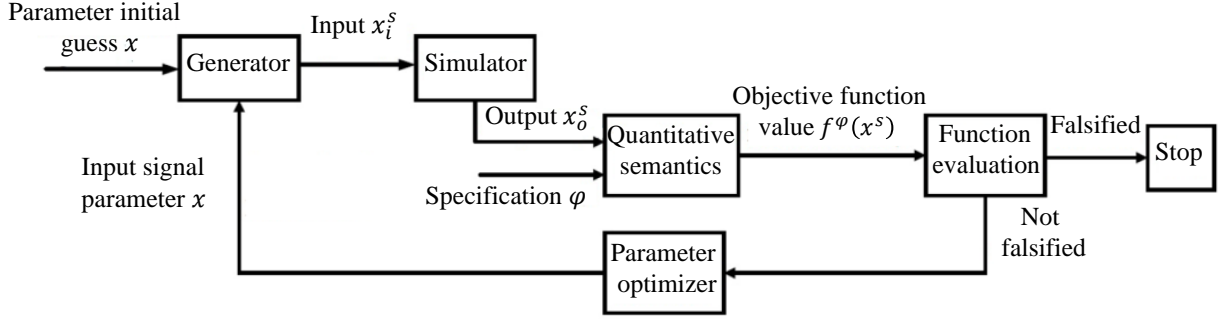 Parameter initial
guess x
Generator
Input x_i^s
Simulator
Output x_o^s
Specification φ
Quantitative
semantics
Objective function
value f^φ(x^s)
Function
evaluation
Falsified
Stop
Not
falsified
Parameter
optimizer
Input signal
parameter x